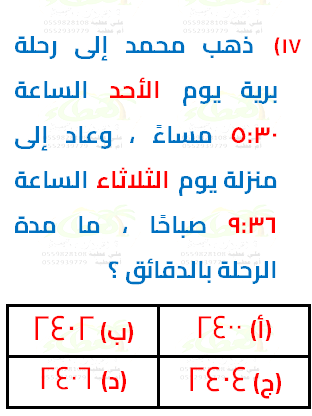 ١٧) ذهب محمد إلى رحلة
برية يوم الأحد الساعة
٥:٣٠ مساءً ، وعاد إلى
منزلة يوم الثلاثاء الساعة
٩:٣٦ صباحًا ، ما مدة
الرحلة بالدقائق ؟
(أ) ٢٤٠٠
(ب) ٢٤٠٢
(ج) ٢٤٠٤
(د) ٢٤٠٦